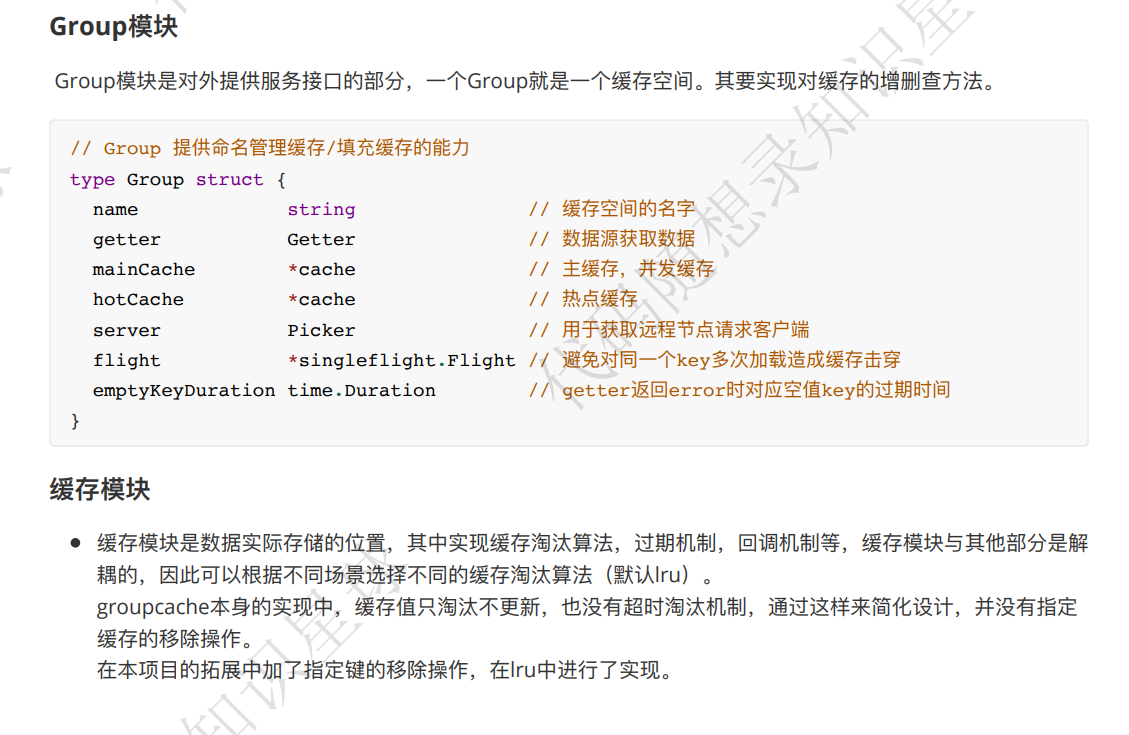 Group模块
Group模块是对外提供服务接口的部分，一个Group就是一个缓存空间。其要实现对缓存的增删查方法。
// Group 提供命名管理缓存/填充缓存的能力
type Group struct {
name string // 缓存空间的名字
getter Getter // 数据源获取数据
mainCache *cache // 主缓存，并发缓存
hotCache *cache // 热点缓存
server Picker // 用于获取远程节点请求客户端
flight *singleflight.Flight // 避免对同一个key多次加载造成缓存击穿
emptyKeyDuration time.Duration // getter返回error时对应空值key的过期时间
}
缓存模块
缓存模块是数据实际存储的位置，其中实现缓存淘汰算法，过期机制，回调机制等，缓存模块与其他部分是解
耦的，因此可以根据不同场景选择不同的缓存淘汰算法（默认lru）。
groupcache本身的实现中，缓存值只淘汰不更新，也没有超时淘汰机制，通过这样来简化设计，并没有指定
缓存的移除操作。
在本项目的拓展中加了指定键的移除操作，在lru中进行了实现。
代码随想录知识星
知识星球